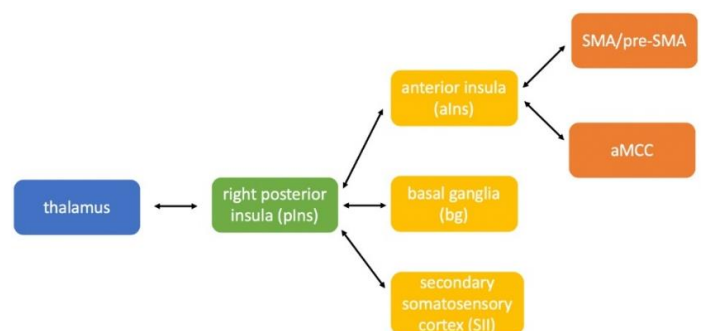 SMA/pre-SMA
anterior insula
(aIns)
aMCC
thalamus
right posterior
insula (pIns)
basal ganglia
(bg)
secondary
somatosensory
cortex (SII)